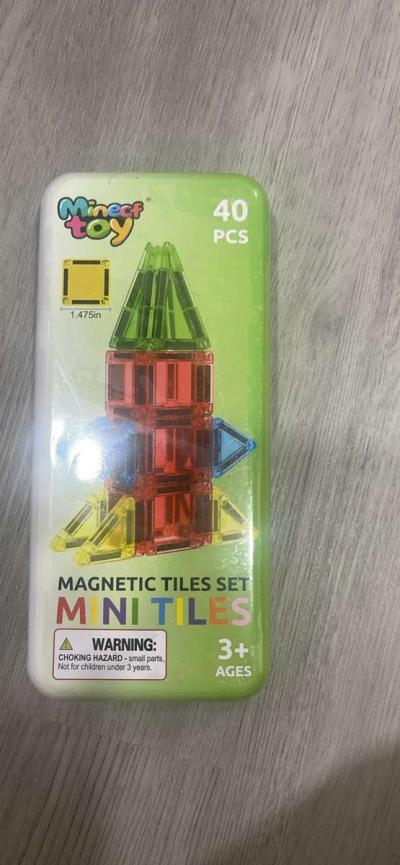 Minecf
toy
®
40
PCS
1.475in
MAGNETIC TILES SET
MINI TILES
WARNING:
CHOKING HAZARD - small parts,
Not for children under 3 years.
3+
AGES